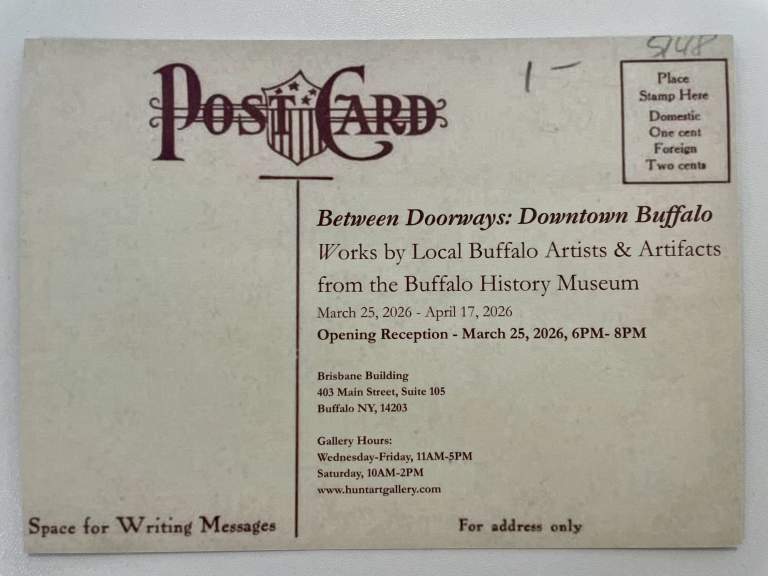 5148
1 -
POST CARD
Place
Stamp Here
Domestic
One cent
Foreign
Two cents
Between Doorways: Downtown Buffalo
Works by Local Buffalo Artists & Artifacts
from the Buffalo History Museum
March 25, 2026 - April 17, 2026
Opening Reception - March 25, 2026, 6PM- 8PM
Brisbane Building
403 Main Street, Suite 105
Buffalo NY, 14203
Gallery Hours:
Wednesday-Friday, 11AM-5PM
Saturday, 10AM-2PM
www.huntartgallery.com
Space for Writing Messages
For address only